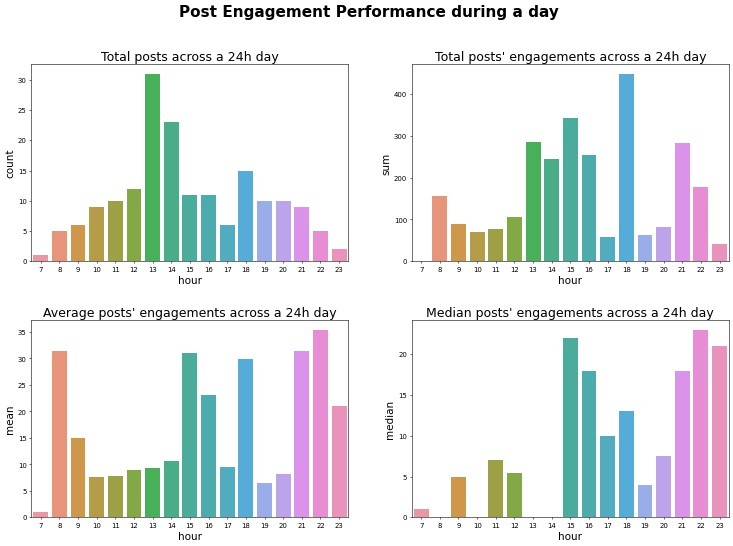 Post Engagement Performance during a day
Total posts across a 24h day
count
30
25
20
15
10
5
0
7 8 9 10 11 12 13 14 15 16 17 18 19 20 21 22 23
hour
Total posts' engagements across a 24h day
sum
400
300
200
100
0
7 8 9 10 11 12 13 14 15 16 17 18 19 20 21 22 23
hour
Average posts' engagements across a 24h day
mean
35
30
25
20
15
10
5
0
7 8 9 10 11 12 13 14 15 16 17 18 19 20 21 22 23
hour
Median posts' engagements across a 24h day
median
20
15
10
5
0
7 8 9 10 11 12 13 14 15 16 17 18 19 20 21 22 23
hour